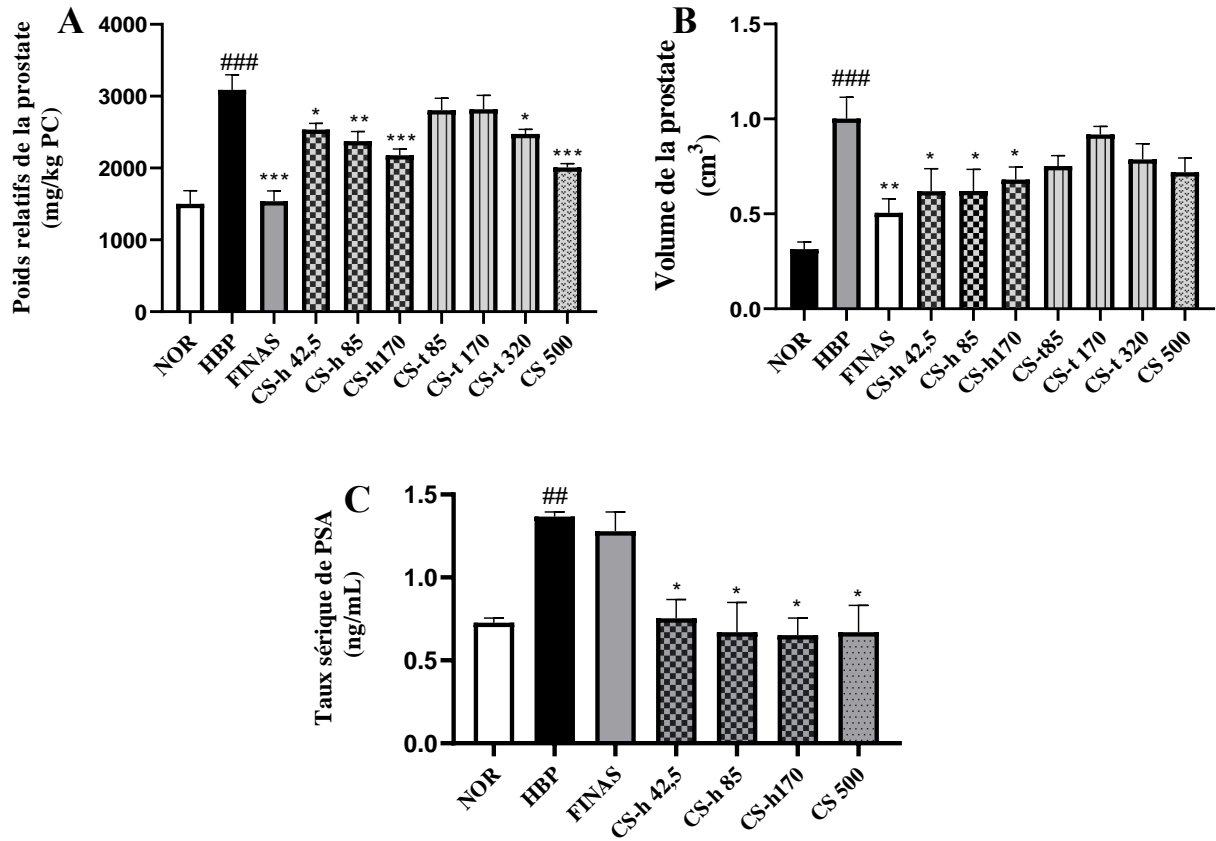 A
Poids relatifs de la prostate
(mg/kg PC)
4000
3000
2000
1000
0
###
***
*
**
***
*
***
NOR
HBP
FINAS
CS-h 42,5
CS-h 85
CS-h170
CS-t85
CS-t 170
CS-t 320
CS 500
B
Volume de la prostate
(cm³)
1.5
1.0
0.5
0.0
###
**
*
*
*
NOR
HBP
FINAS
CS-h 42,5
CS-h 85
CS-h170
CS-t85
CS-t 170
CS-t 320
CS 500
C
Taux sérique de PSA
(ng/mL)
1.5
1.0
0.5
0.0
##
*
*
*
*
NOR
HBP
FINAS
CS-h 42,5
CS-h 85
CS-h170
CS 500